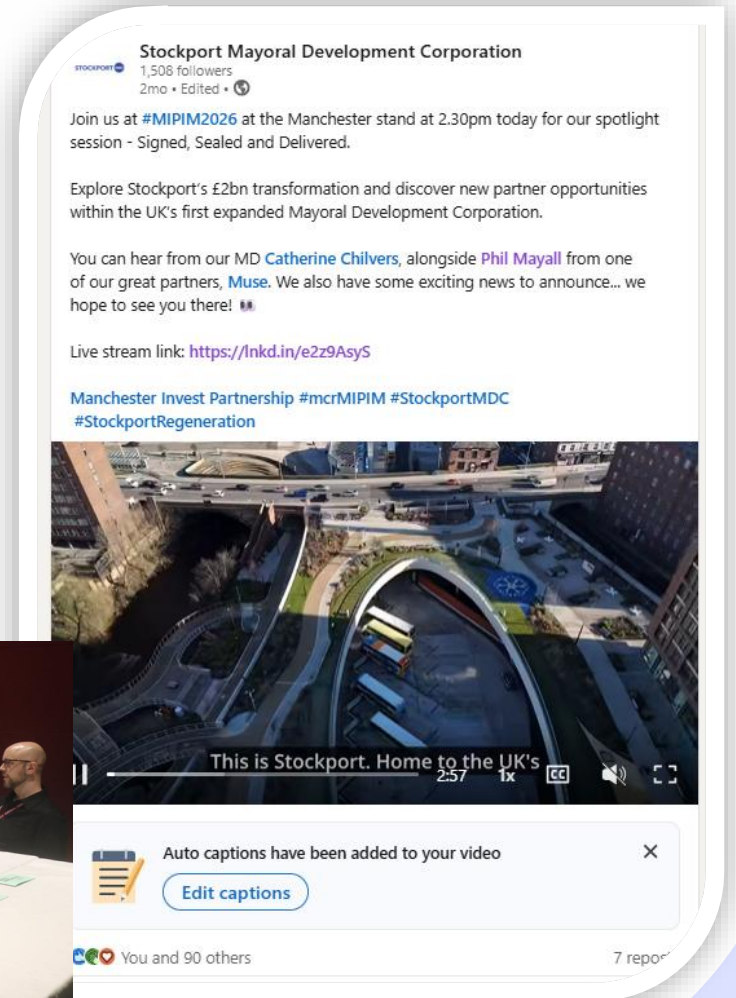 STOCKPORT
Stockport Mayoral Development Corporation
1,508 followers
2mo • Edited •
Join us at #MIPIM2026 at the Manchester stand at 2.30pm today for our spotlight
session - Signed, Sealed and Delivered.
Explore Stockport's £2bn transformation and discover new partner opportunities
within the UK's first expanded Mayoral Development Corporation.
You can hear from our MD Catherine Chilvers, alongside Phil Mayall from one
of our great partners, Muse. We also have some exciting news to announce... we
hope to see you there!
Live stream link: https://lnkd.in/e2z9AsyS
Manchester Invest Partnership #mcrMIPIM #StockportMDC
#StockportRegeneration
This is Stockport. Home to the UK's
2:57 1x CC
Auto captions have been added to your video
Edit captions
You and 90 others 7 repos